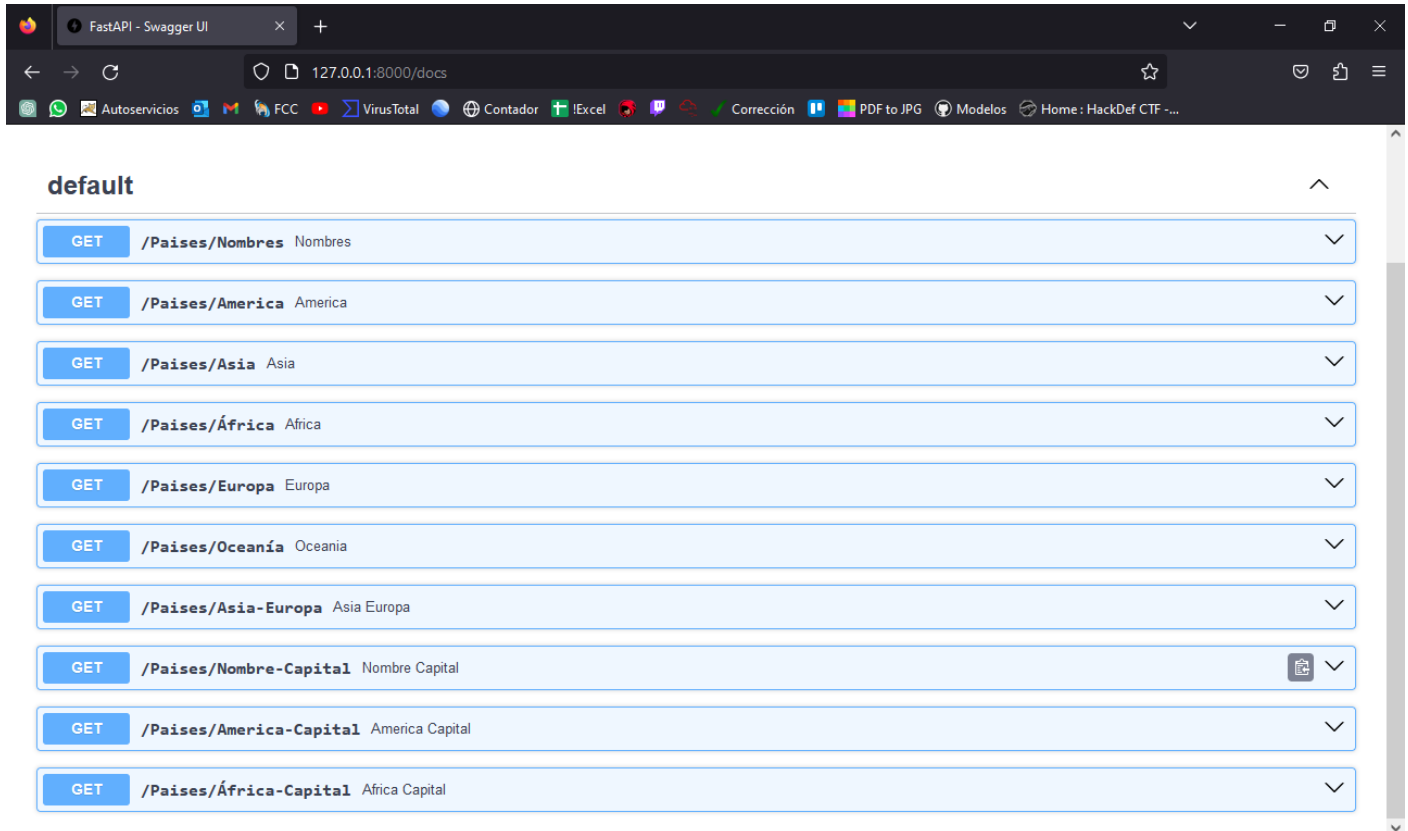 FastAPI - Swagger UI
127.0.0.1:8000/docs
Autoservicios FCC VirusTotal Contador !Excel Corrección PDF to JPG Modelos Home : HackDef CTF -...
default
GET /Paises/Nombres Nombres
GET /Paises/America America
GET /Paises/Asia Asia
GET /Paises/África Africa
GET /Paises/Europa Europa
GET /Paises/Oceanía Oceania
GET /Paises/Asia-Europa Asia Europa
GET /Paises/Nombre-Capital Nombre Capital
GET /Paises/America-Capital America Capital
GET /Paises/África-Capital Africa Capital